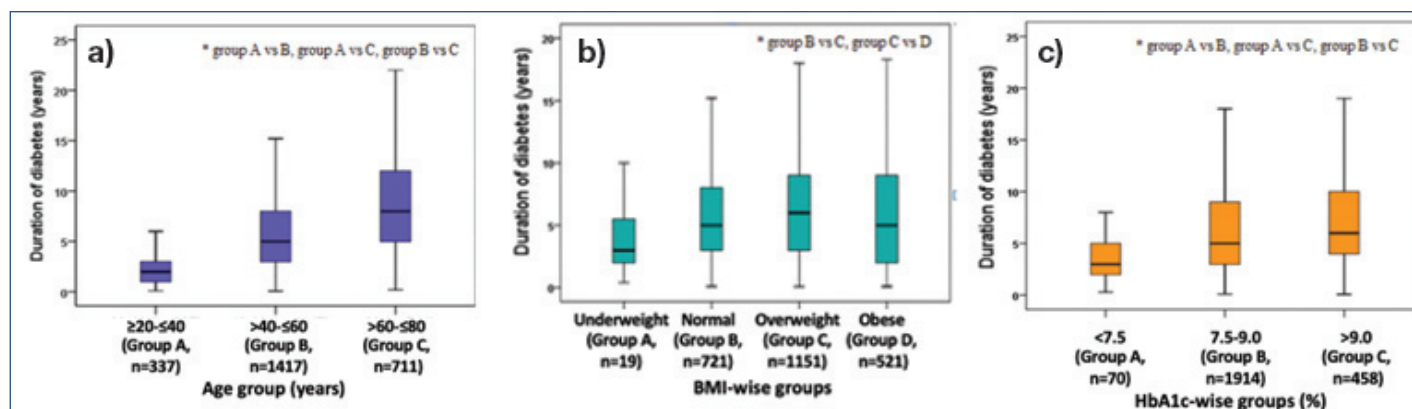 a)
* group A vs B, group A vs C, group B vs C
Duration of diabetes (years)
25
20
15
10
5
0
≥20-≤40
(Group A,
n=337)
>40-≤60
(Group B,
n=1417)
>60-≤80
(Group C,
n=711)
Age group (years)
b)
* group B vs C, group C vs D
Duration of diabetes (years)
20
15
10
5
0
Underweight
(Group A,
n=19)
Normal
(Group B,
n=721)
Overweight
(Group C,
n=1151)
Obese
(Group D,
n=521)
BMI-wise groups
c)
* group A vs B, group A vs C, group B vs C
Duration of diabetes (years)
25
20
15
10
5
0
<7.5
(Group A,
n=70)
7.5-9.0
(Group B,
n=1914)
>9.0
(Group C,
n=458)
HbA1c-wise groups (%)